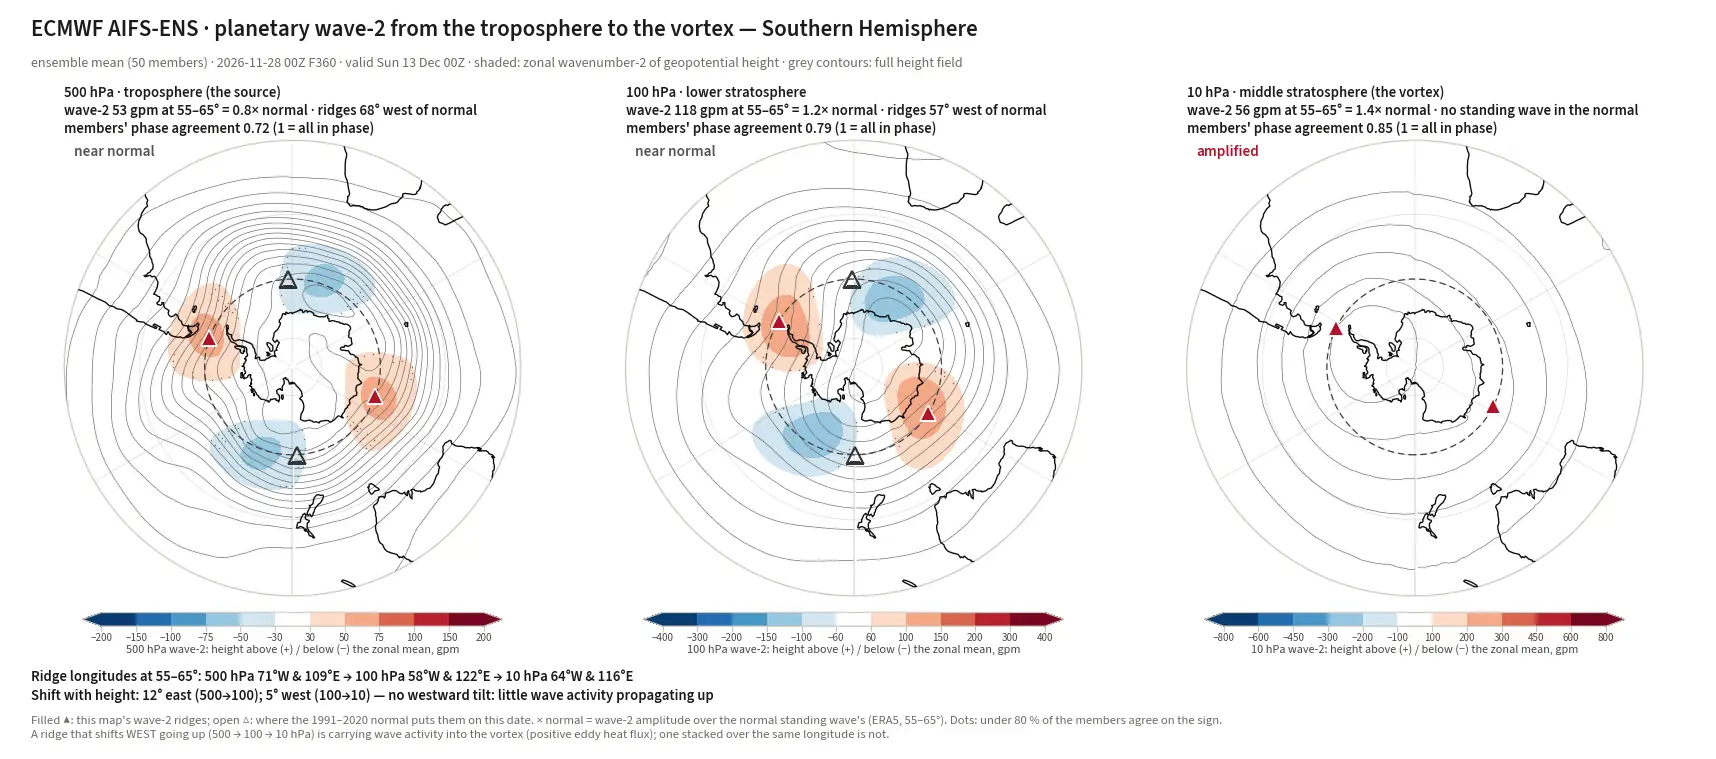 ECMWF AIFS-ENS · planetary wave-2 from the troposphere to the vortex — Southern Hemisphere
ensemble mean (50 members) · 2026-11-28 00Z F360 · valid Sun 13 Dec 00Z · shaded: zonal wavenumber-2 of geopotential height · grey contours: full height field
500 hPa · troposphere (the source)
wave-2 53 gpm at 55–65° = 0.8× normal · ridges 68° west of normal
members' phase agreement 0.72 (1 = all in phase)
near normal
100 hPa · lower stratosphere
wave-2 118 gpm at 55–65° = 1.2× normal · ridges 57° west of normal
members' phase agreement 0.79 (1 = all in phase)
near normal
10 hPa · middle stratosphere (the vortex)
wave-2 56 gpm at 55–65° = 1.4× normal · no standing wave in the normal
members' phase agreement 0.85 (1 = all in phase)
amplified
−200 −150 −100 −75 −50 −30 30 50 75 100 150 200
500 hPa wave-2: height above (+) / below (−) the zonal mean, gpm
−400 −300 −200 −150 −100 −60 60 100 150 200 300 400
100 hPa wave-2: height above (+) / below (−) the zonal mean, gpm
−800 −600 −450 −300 −200 −100 100 200 300 450 600 800
10 hPa wave-2: height above (+) / below (−) the zonal mean, gpm
Ridge longitudes at 55–65°: 500 hPa 71°W & 109°E → 100 hPa 58°W & 122°E → 10 hPa 64°W & 116°E
Shift with height: 12° east (500→100); 5° west (100→10) — no westward tilt: little wave activity propagating up
Filled ▲: this map's wave-2 ridges; open △: where the 1991–2020 normal puts them on this date. × normal = wave-2 amplitude over the normal standing wave's (ERA5, 55–65°). Dots: under 80 % of the members agree on the sign.
A ridge that shifts WEST going up (500 → 100 → 10 hPa) is carrying wave activity into the vortex (positive eddy heat flux); one stacked over the same longitude is not.